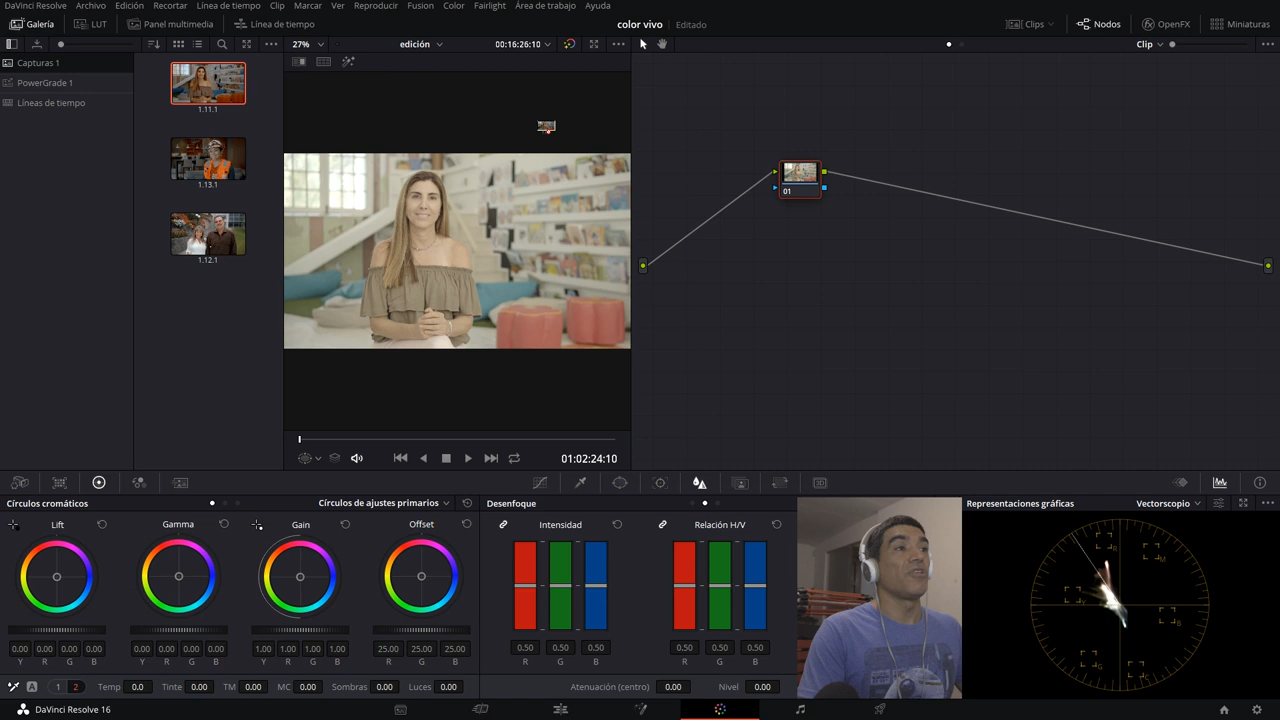 DaVinci Resolve Archivo Edición Recortar Línea de tiempo Clip Marcar Ver Reproducir Fusion Color Fairlight Área de trabajo Ayuda
Galería LUT Panel multimedia Línea de tiempo color vivo Editado Clips Nodos OpenFX Miniaturas
27% edición 00:16:26:10 Clip
Capturas 1
PowerGrade 1
Líneas de tiempo
1.11.1
1.13.1
1.12.1
01
01:02:24:10
Círculos cromáticos Círculos de ajustes primarios Desenfoque Representaciones gráficas Vectorscopio
Lift Gamma Gain Offset Intensidad Relación H/V
0.00 0.00 0.00 0.00 0.00 0.00 0.00 0.00 1.00 1.00 1.00 1.00 25.00 25.00 25.00 0.50 0.50 0.50 0.50 0.50 0.50
Y R G B Y R G B Y R G B R G B R G B R G B
R M Y B G
A 1 2 Temp 0.0 Tinte 0.00 TM 0.00 MC 0.00 Sombras 0.00 Luces 0.00 Atenuación (centro) 0.00 Nivel 0.00
DaVinci Resolve 16